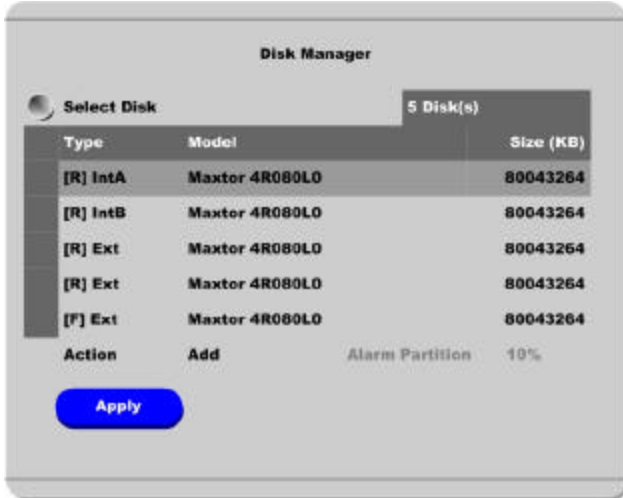 Disk Manager
Select Disk 5 Disk(s)
Type Model Size (KB)
[R] IntA Maxtor 4R080L0 80043264
[R] IntB Maxtor 4R080L0 80043264
[R] Ext Maxtor 4R080L0 80043264
[R] Ext Maxtor 4R080L0 80043264
[F] Ext Maxtor 4R080L0 80043264
Action Add Alarm Partition 10%
Apply